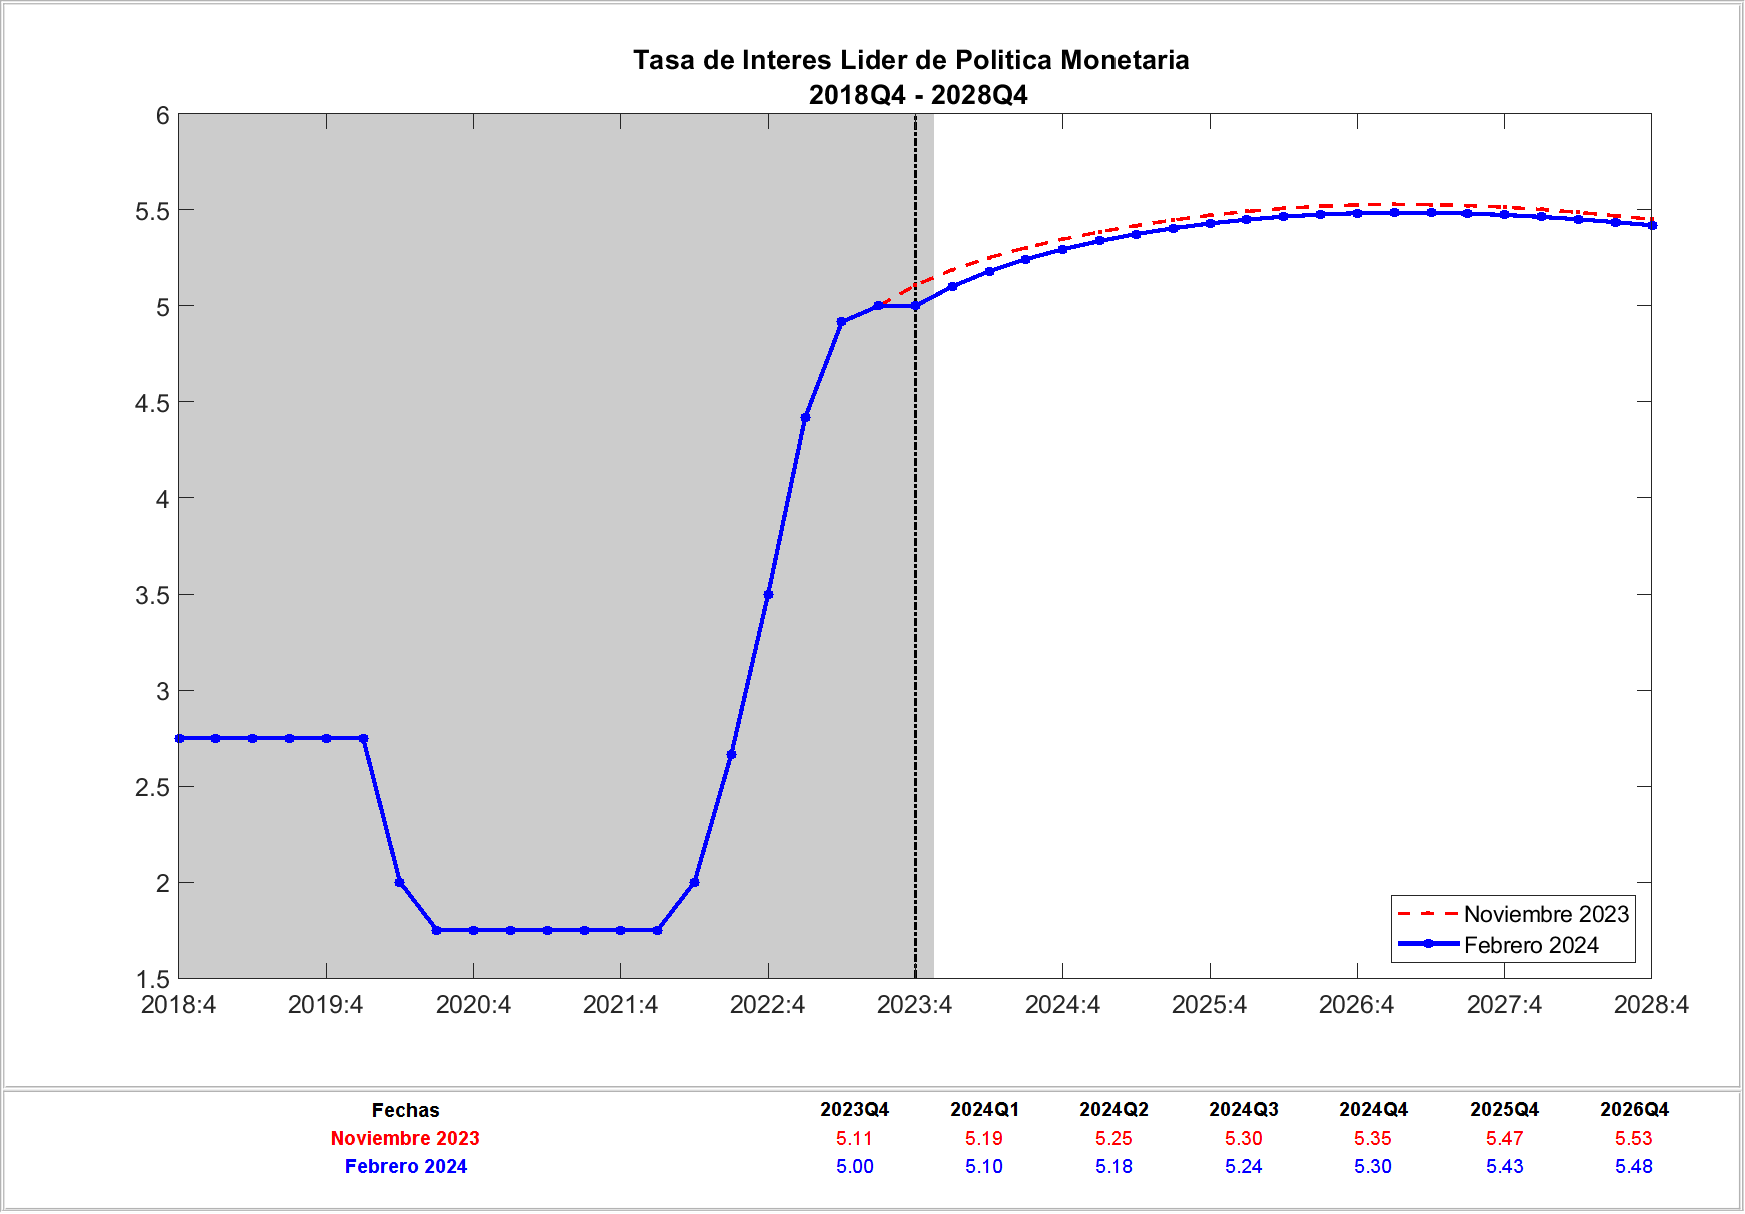 Tasa de Interes Lider de Politica Monetaria
2018Q4 - 2028Q4
6
5.5
5
4.5
4
3.5
3
2.5
2
1.5
2018:4 2019:4 2020:4 2021:4 2022:4 2023:4 2024:4 2025:4 2026:4 2027:4 2028:4
Noviembre 2023
Febrero 2024
Fechas 2023Q4 2024Q1 2024Q2 2024Q3 2024Q4 2025Q4 2026Q4
Noviembre 2023 5.11 5.19 5.25 5.30 5.35 5.47 5.53
Febrero 2024 5.00 5.10 5.18 5.24 5.30 5.43 5.48